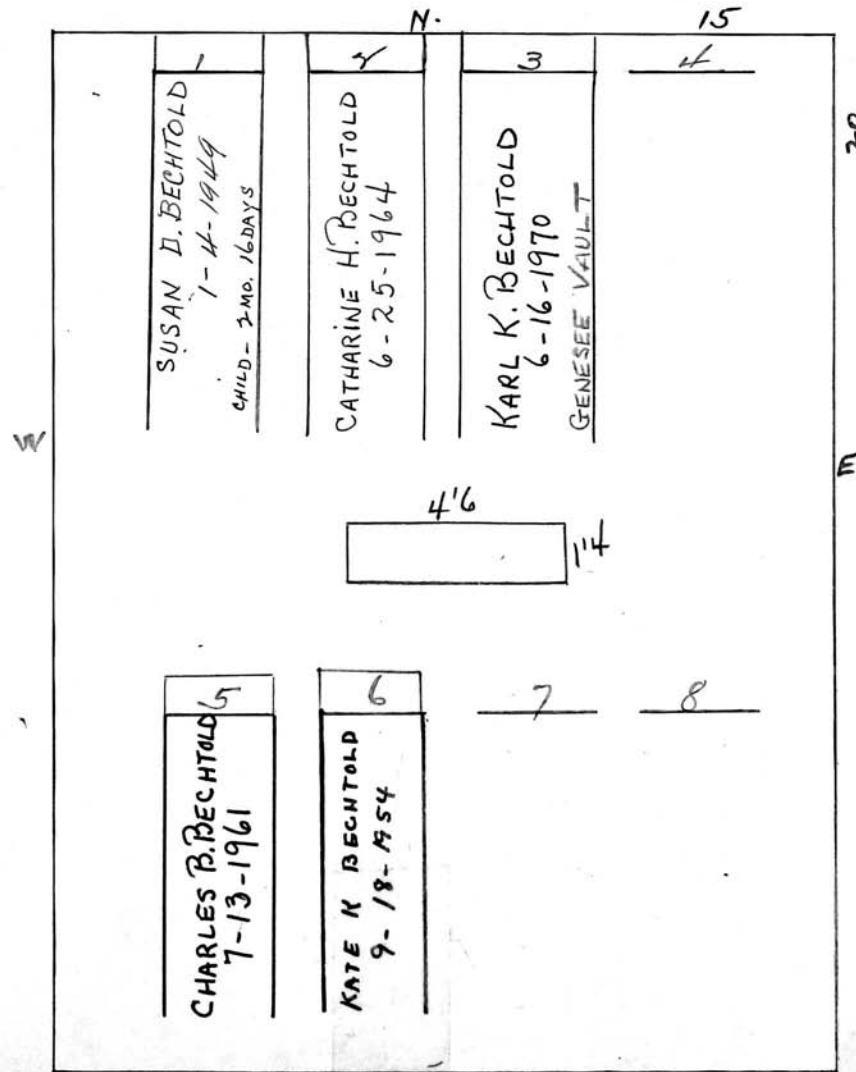 N.
15
20
W
E
1
SUSAN D. BECHTOLD
1-4-1949
CHILD - 2 MO. 16 DAYS
2
CATHARINE H. BECHTOLD
6-25-1964
3
KARL K. BECHTOLD
6-16-1970
GENESEE VAULT
4
4'6
1'4
5
CHARLES B. BECHTOLD
7-13-1961
6
KATE K BECHTOLD
9-18-1954
7
8